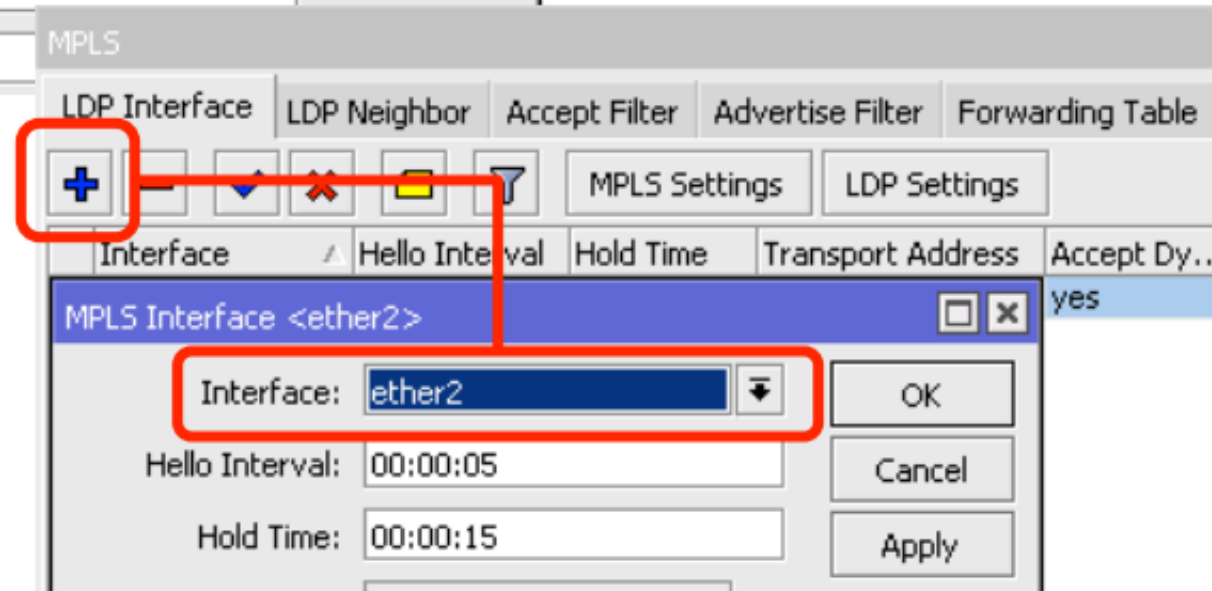 MPLS
LDP Interface LDP Neighbor Accept Filter Advertise Filter Forwarding Table
MPLS Settings LDP Settings
Interface Hello Interval Hold Time Transport Address Accept Dy...
MPLS Interface <ether2>
yes
Interface: ether2
OK
Hello Interval: 00:00:05
Cancel
Hold Time: 00:00:15
Apply